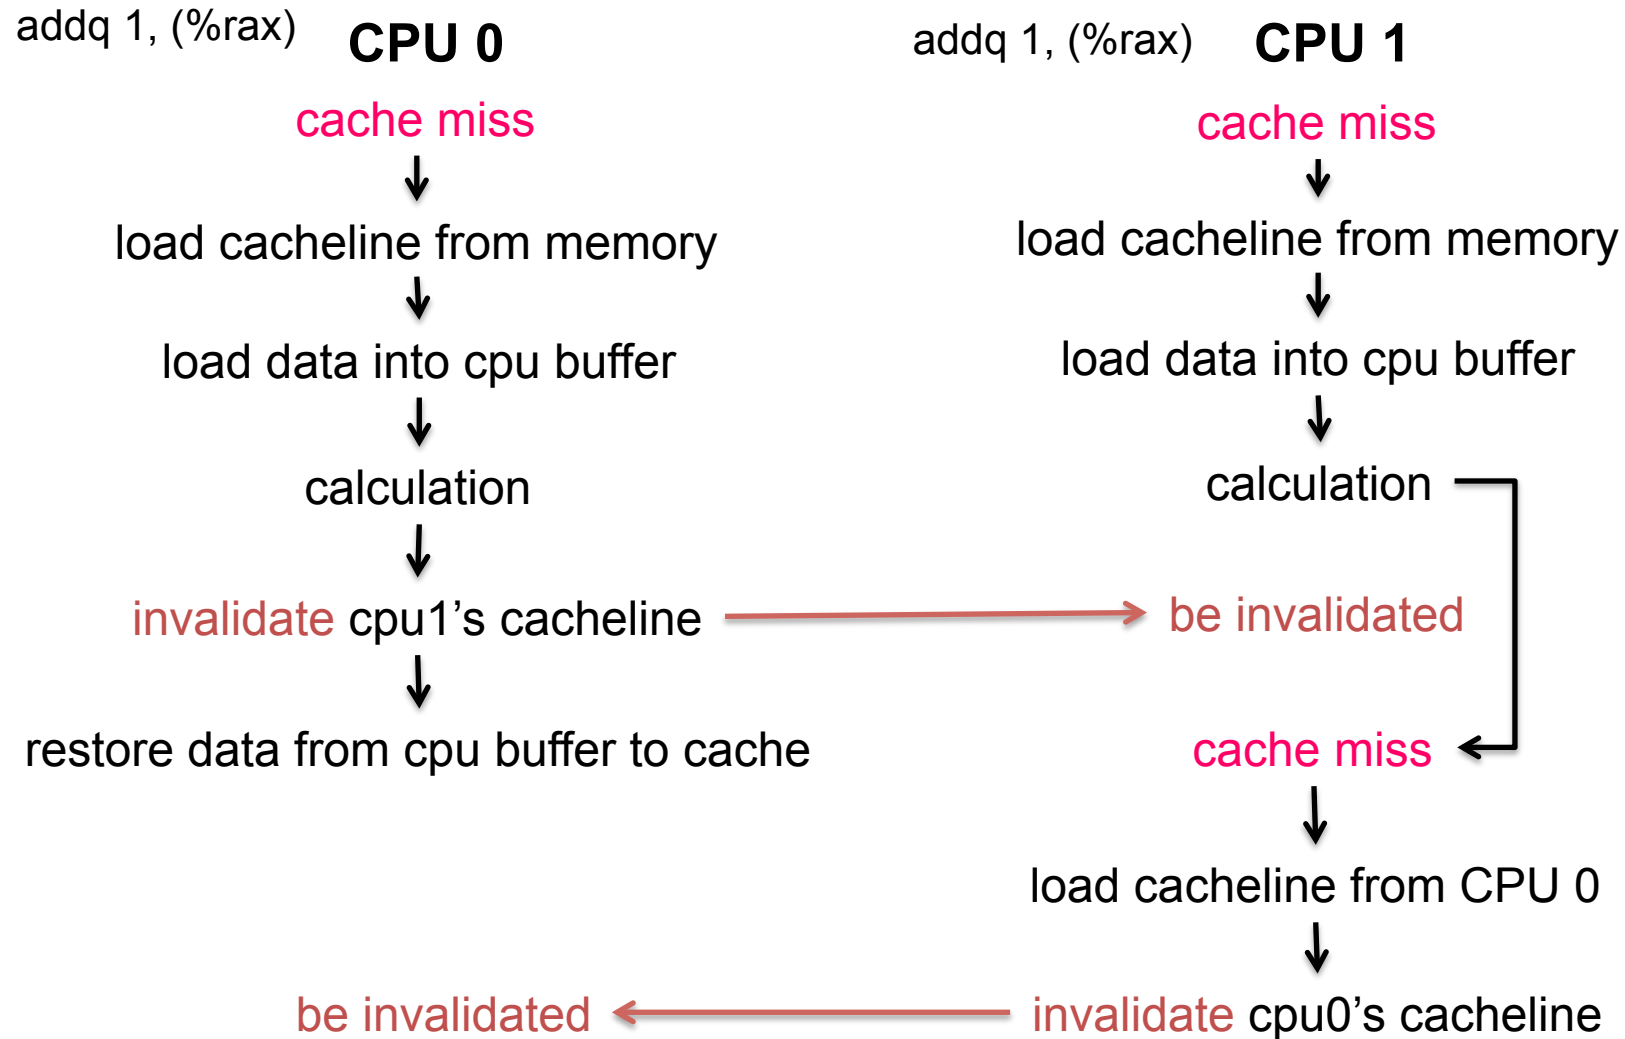 addq 1, (%rax) CPU 0
cache miss
load cacheline from memory
load data into cpu buffer
calculation
invalidate cpu1’s cacheline
restore data from cpu buffer to cache
be invalidated
addq 1, (%rax) CPU 1
cache miss
load cacheline from memory
load data into cpu buffer
calculation
be invalidated
cache miss
load cacheline from CPU 0
invalidate cpu0’s cacheline